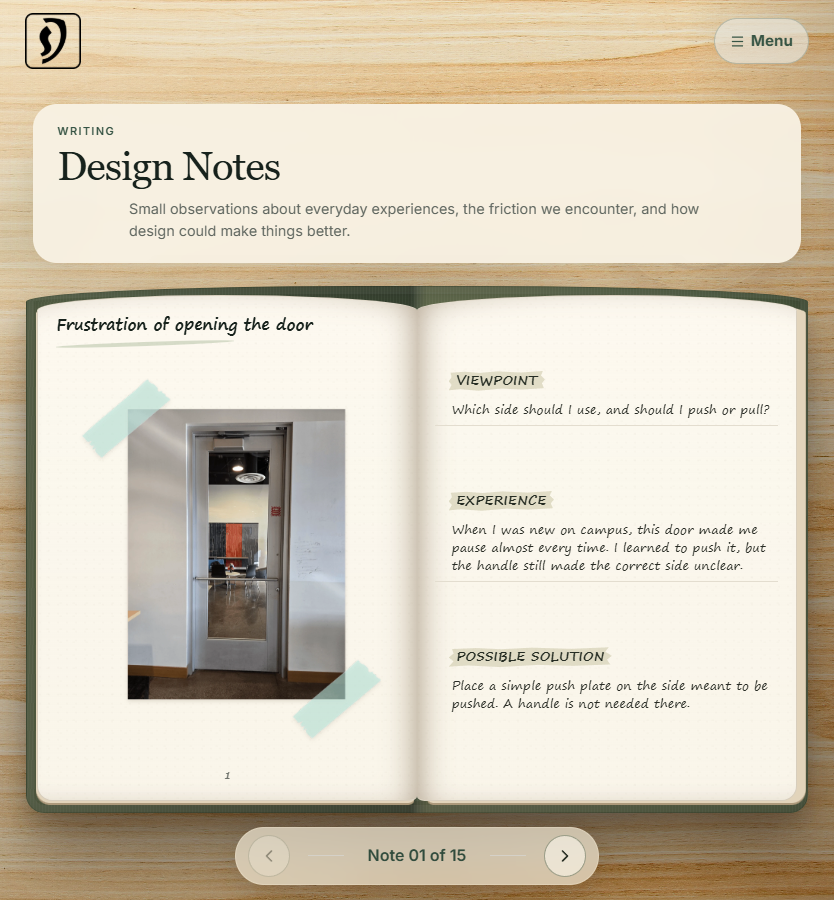 Menu
WRITING
Design Notes
Small observations about everyday experiences, the friction we encounter, and how
design could make things better.
Frustration of opening the door
1
VIEWPOINT
Which side should I use, and should I push or pull?
EXPERIENCE
When I was new on campus, this door made me
pause almost every time. I learned to push it, but
the handle still made the correct side unclear.
POSSIBLE SOLUTION
Place a simple push plate on the side meant to be
pushed. A handle is not needed there.
Note 01 of 15